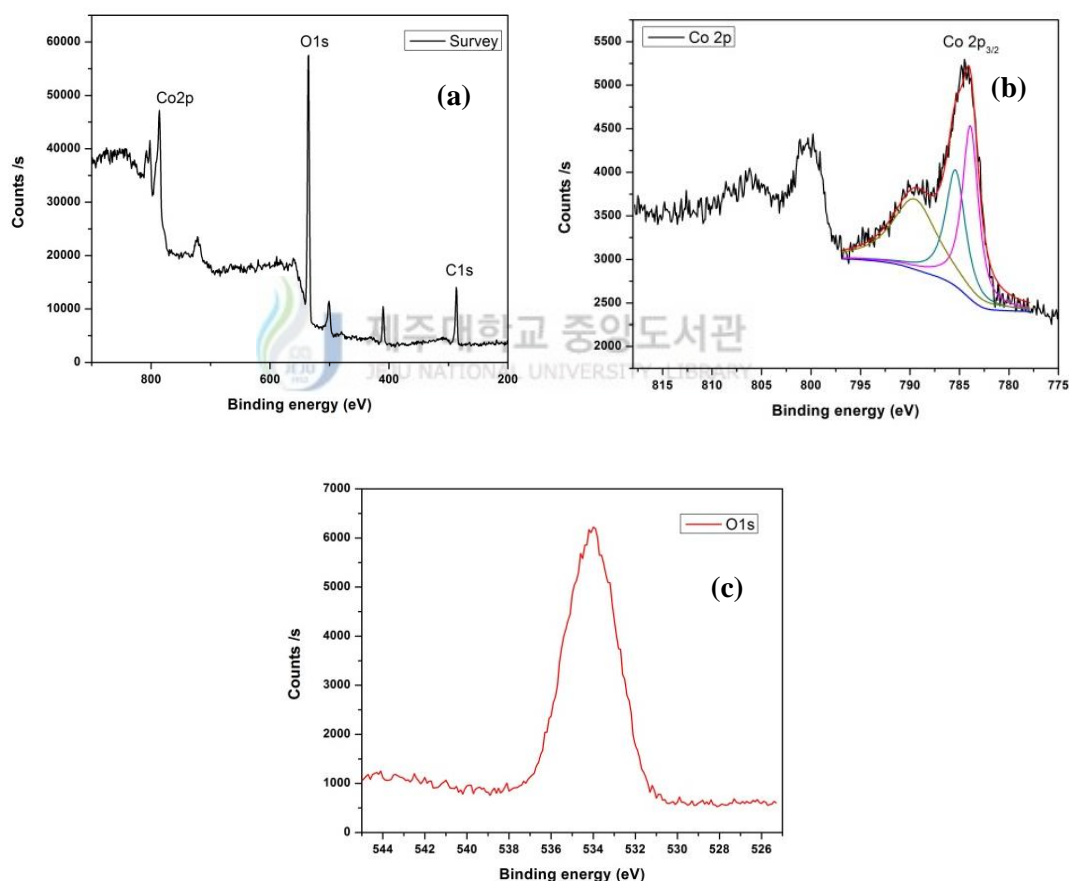 60000
50000
40000
30000
20000
10000
0
Counts /s
O1s
Survey
Co2p
(a)
C1s
800
600
400
200
Binding energy (eV)
5500
5000
4500
4000
3500
3000
2500
2000
Counts /s
Co 2p
Co 2p3/2
(b)
815
810
805
800
795
790
785
780
775
Binding energy (eV)
제주대학교 중앙도서관
JEJU NATIONAL UNIVERSITY LIBRARY
JEJU
1952
7000
6000
5000
4000
3000
2000
1000
0
Counts /s
O1s
(c)
544
542
540
538
536
534
532
530
528
526
Binding energy (eV)